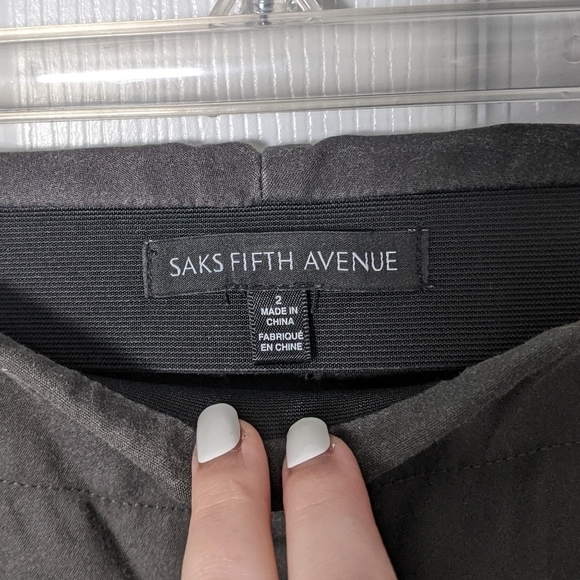 SAKS FIFTH AVENUE
2
MADE IN
CHINA
FABRIQUÉ
EN CHINE